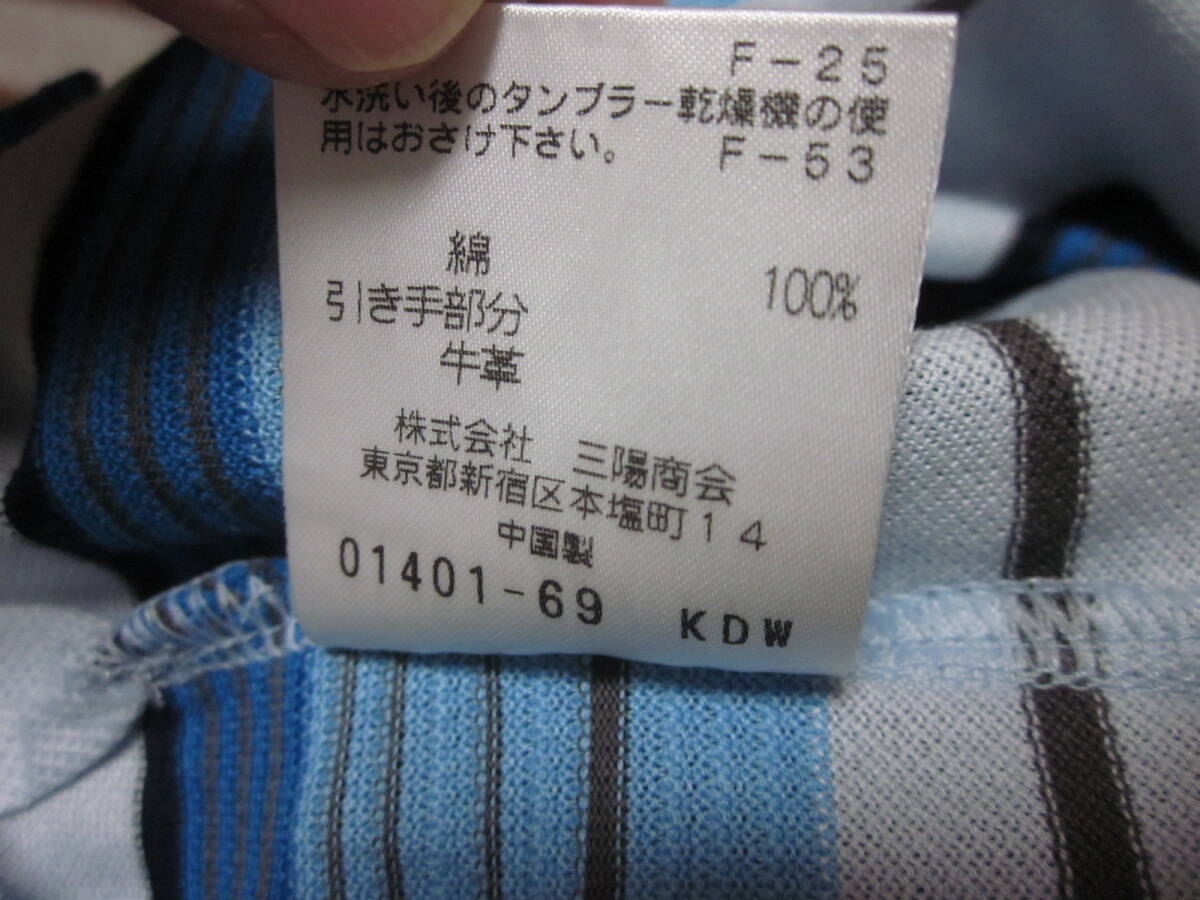 F-25
水洗い後のタンブラー乾燥機の使
用はおさけ下さい。 F-53
綿 100%
引き手部分
牛革
株式会社 三陽商会
東京都新宿区本塩町14
中国製
01401-69 KDW